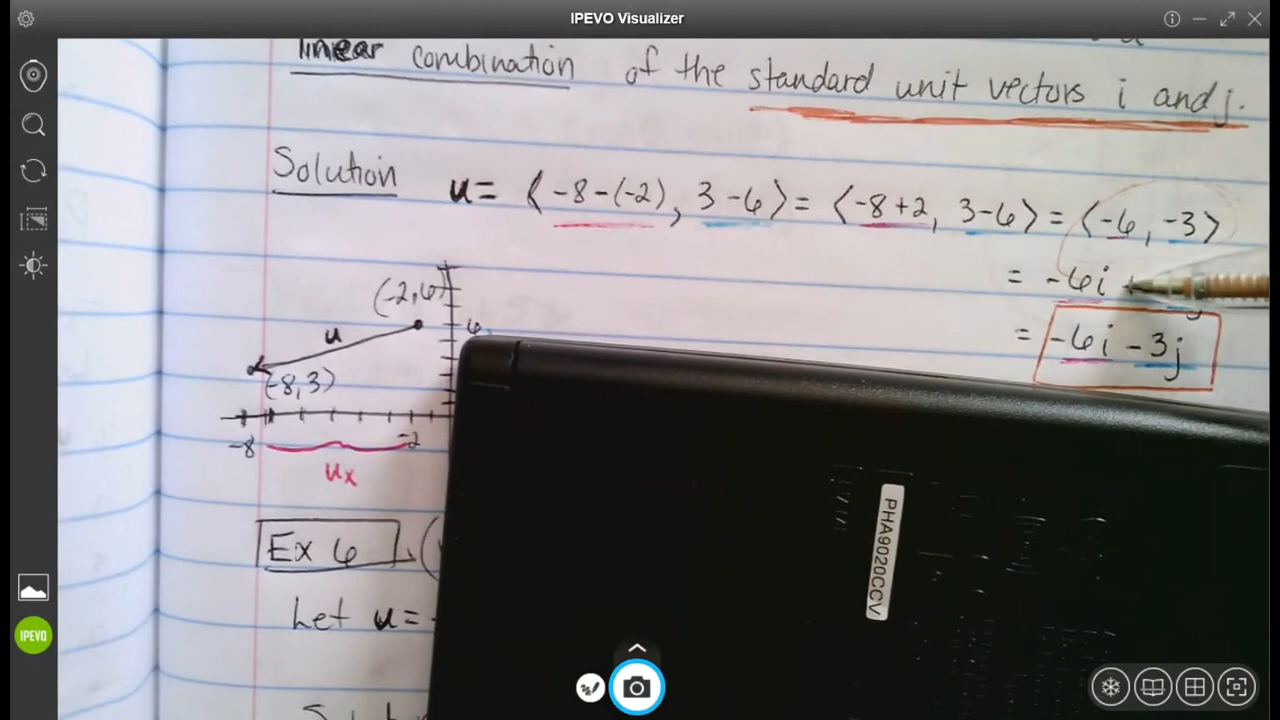 IPEVO Visualizer
linear combination of the standard unit vectors i and j.
Solution u = ⟨-8-(-2), 3-6⟩ = ⟨-8+2, 3-6⟩ = ⟨-6, -3⟩
= -6i +
= -6i - 3j
(-2,6)
u
6
(-8,3)
-8 -2
ux
Ex 6
Let u =
PHA9020CCV
IPEVO